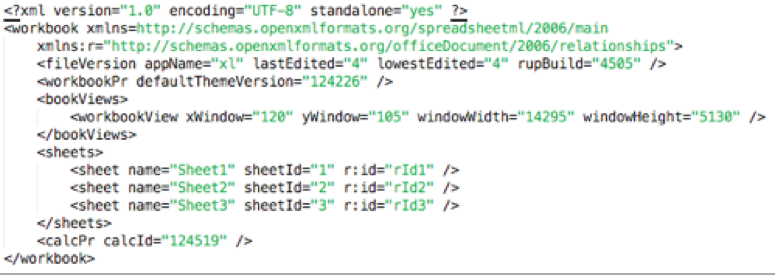 <?xml version="1.0" encoding="UTF-8" standalone="yes" ?>
<workbook xmlns=http://schemas.openxmlformats.org/spreadsheetml/2006/main
xmlns:r="http://schemas.openxmlformats.org/officeDocument/2006/relationships">
<fileVersion appName="xl" lastEdited="4" lowestEdited="4" rupBuild="4505" />
<workbookPr defaultThemeVersion="124226" />
<bookViews>
<workbookView xWindow="120" yWindow="105" windowWidth="14295" windowHeight="5130" />
</bookViews>
<sheets>
<sheet name="Sheet1" sheetId="1" r:id="rId1" />
<sheet name="Sheet2" sheetId="2" r:id="rId2" />
<sheet name="Sheet3" sheetId="3" r:id="rId3" />
</sheets>
<calcPr calcId="124519" />
</workbook>